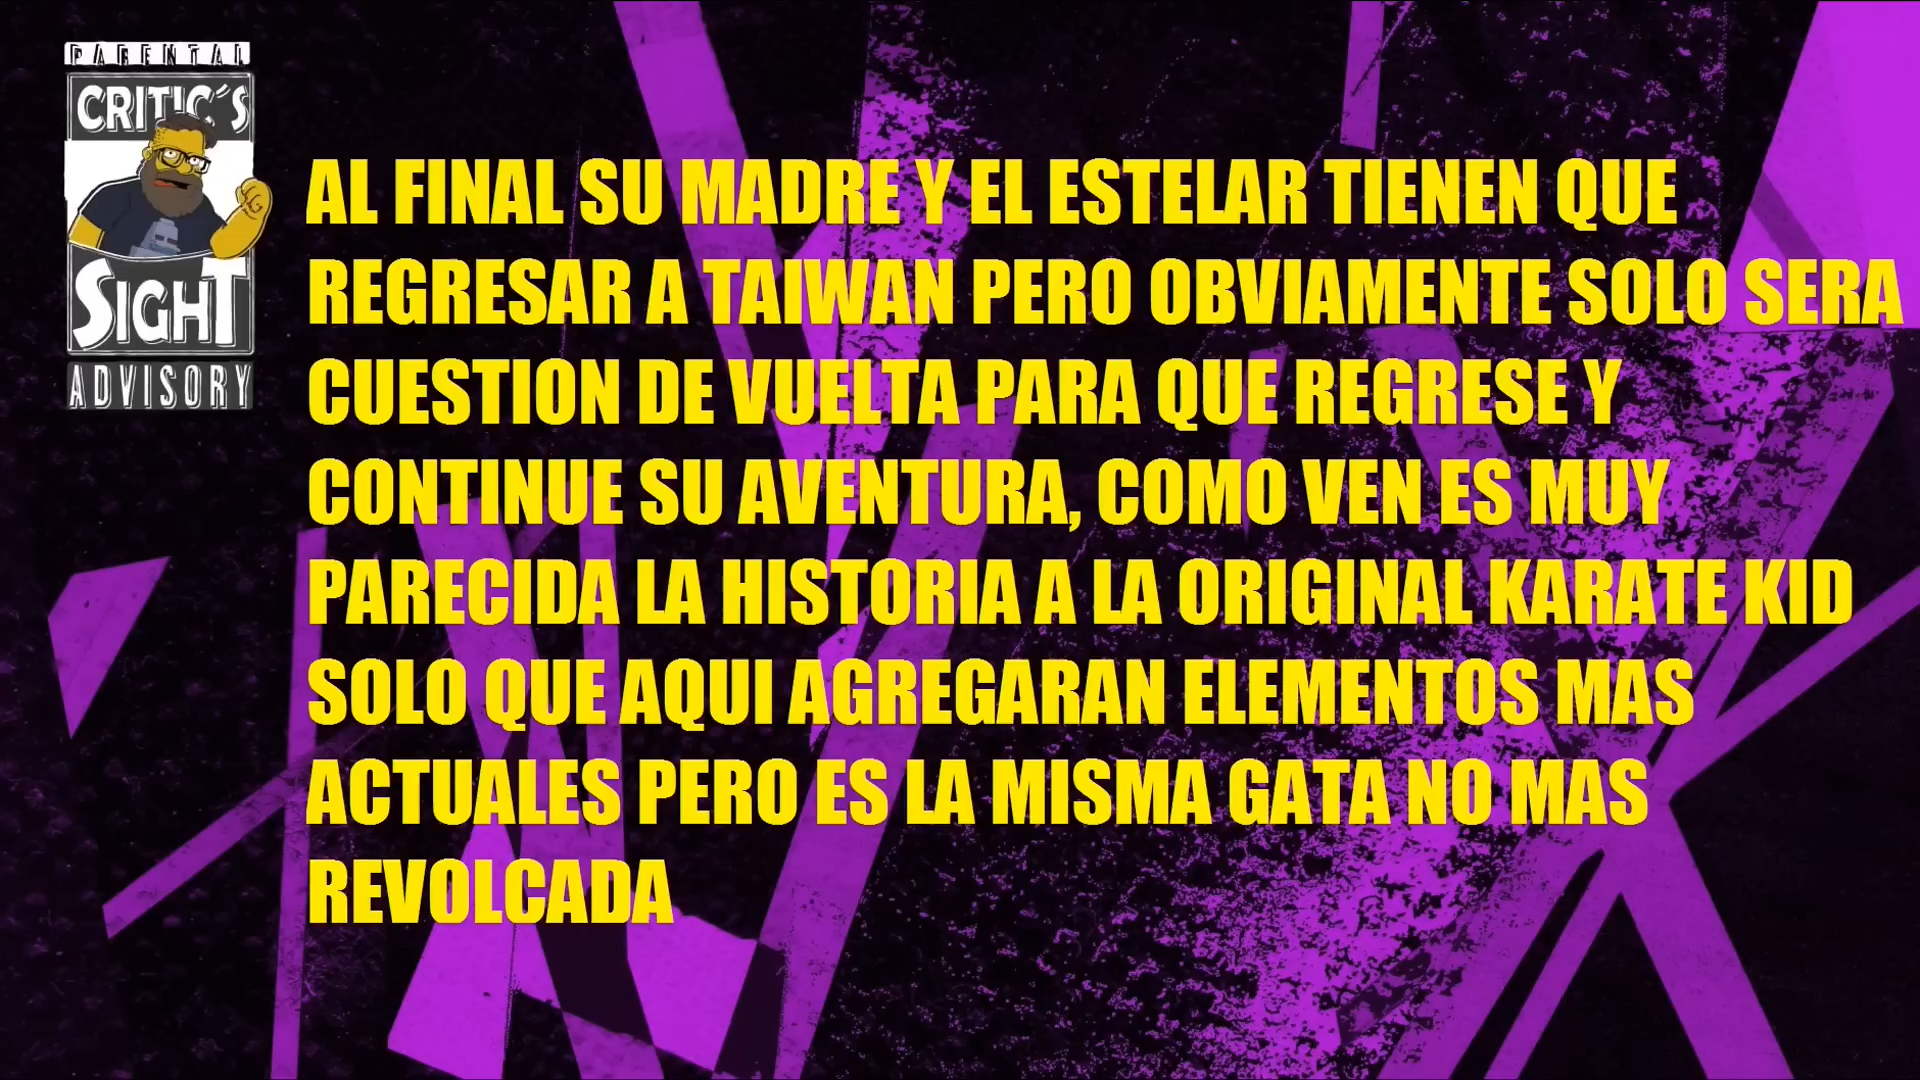 PARENTAL
CRITIC´S
SIGHT
ADVISORY
AL FINAL SU MADRE Y EL ESTELAR TIENEN QUE
REGRESAR A TAIWAN PERO OBVIAMENTE SOLO SERA
CUESTION DE VUELTA PARA QUE REGRESE Y
CONTINUE SU AVENTURA, COMO VEN ES MUY
PARECIDA LA HISTORIA A LA ORIGINAL KARATE KID
SOLO QUE AQUI AGREGARAN ELEMENTOS MAS
ACTUALES PERO ES LA MISMA GATA NO MAS
REVOLCADA